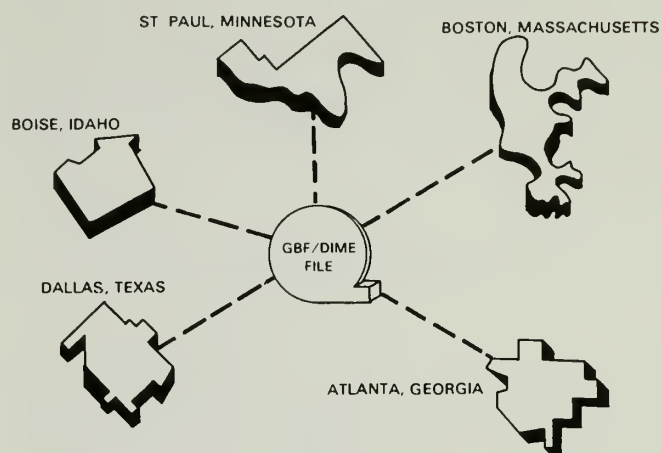 ST PAUL, MINNESOTA
BOSTON, MASSACHUSETTS
BOISE, IDAHO
GBF/DIME
FILE
DALLAS, TEXAS
ATLANTA, GEORGIA